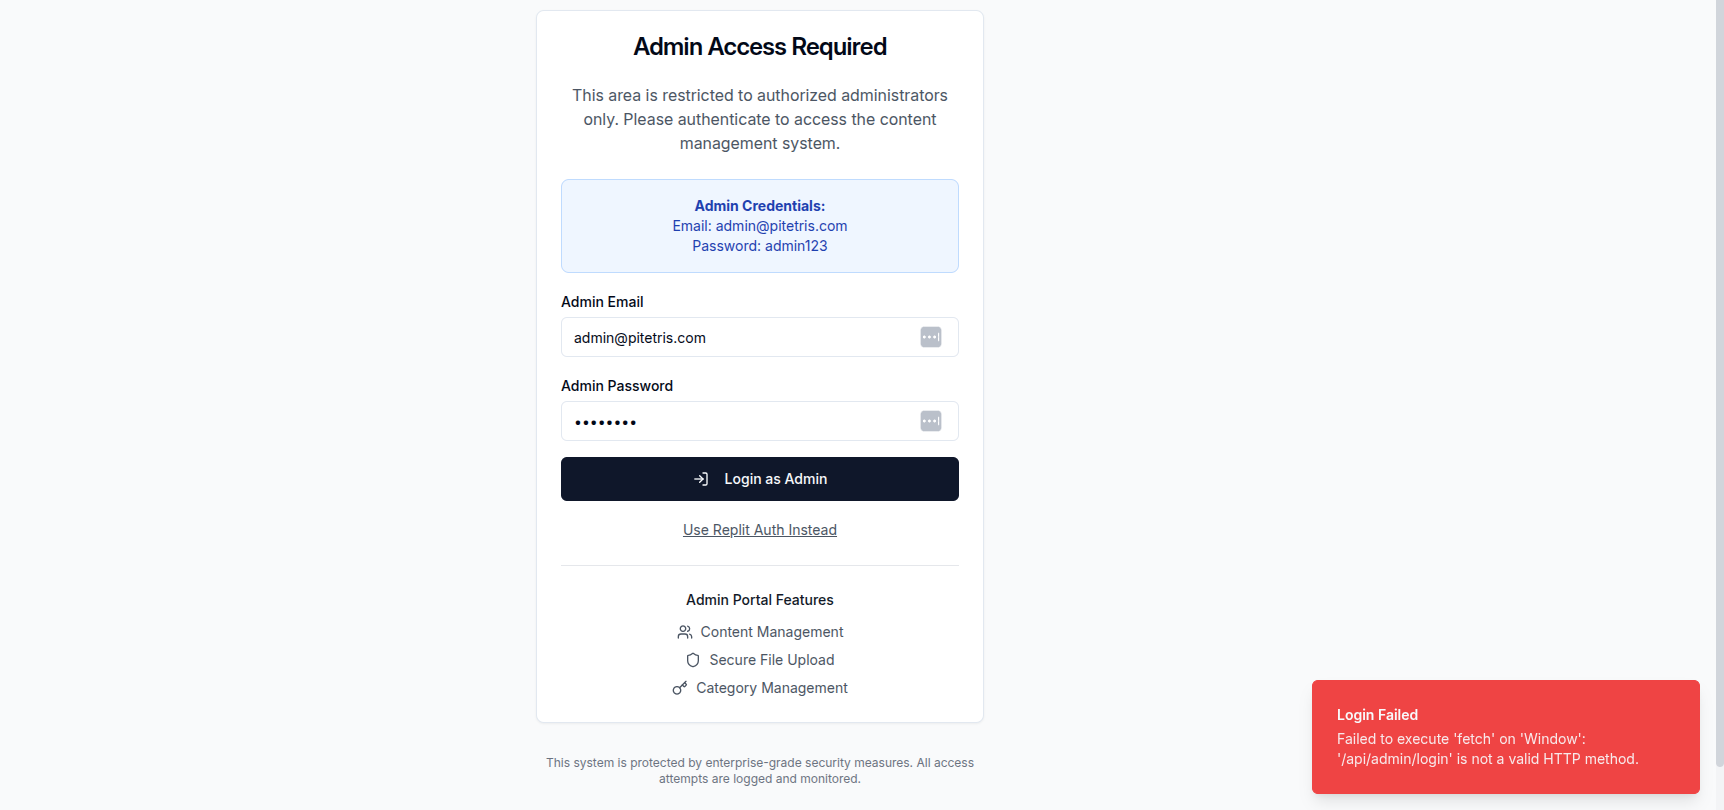 Admin Access Required
This area is restricted to authorized administrators
only. Please authenticate to access the content
management system.
Admin Credentials:
Email: admin@pitetris.com
Password: admin123
Admin Email
admin@pitetris.com
Admin Password
••••••••
Login as Admin
Use Replit Auth Instead
Admin Portal Features
Content Management
Secure File Upload
Category Management
This system is protected by enterprise-grade security measures. All access
attempts are logged and monitored.
Login Failed
Failed to execute 'fetch' on 'Window':
'/api/admin/login' is not a valid HTTP method.